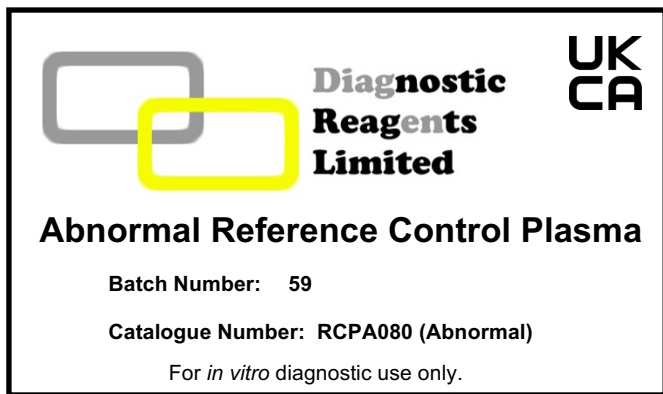 Diagnostic
Reagents
Limited
UK
CA
Abnormal Reference Control Plasma
Batch Number: 59
Catalogue Number: RCPA080 (Abnormal)
For in vitro diagnostic use only.